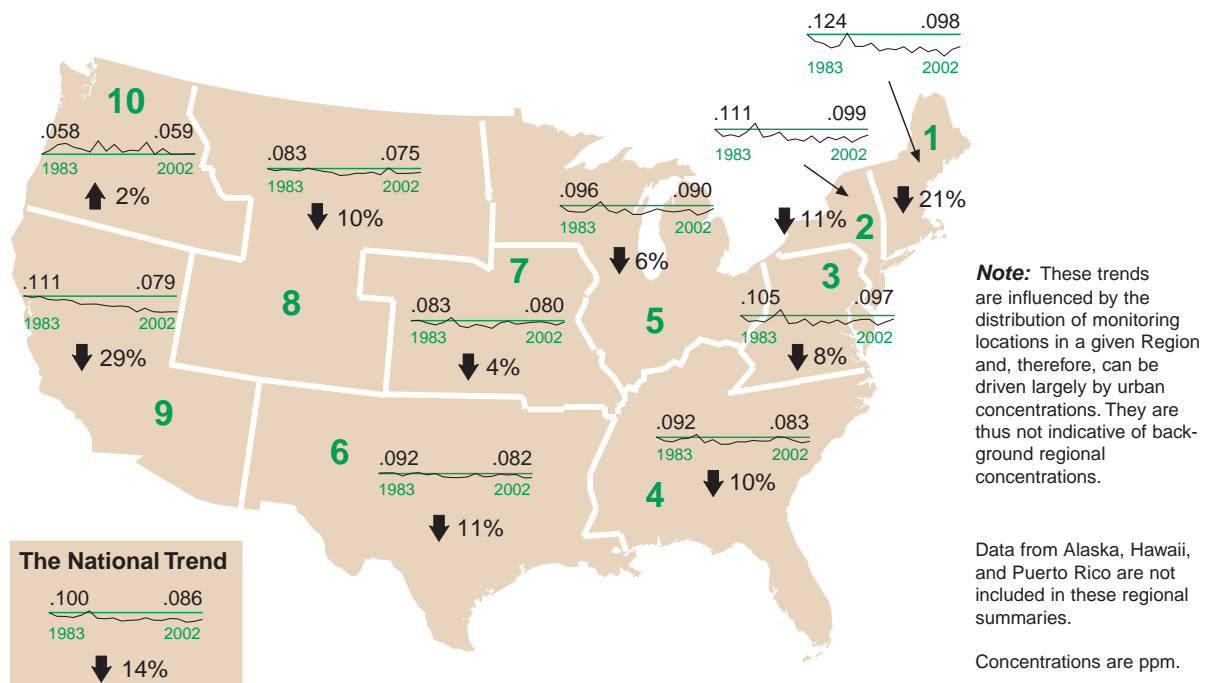 .124 .098
1983 2002
.111 .099
1983 2002
10
.058 .059
1983 2002
2%
.083 .075
1983 2002
10%
.096 .090
1983 2002
6%
11%
2
1
21%
3
.105 .097
1983 2002
8%
.111 .079
1983 2002
29%
9
8
7
.083 .080
1983 2002
4%
5
6
.092 .082
1983 2002
11%
.092 .083
1983 2002
10%
4
The National Trend
.100 .086
1983 2002
14%
Note: These trends
are influenced by the
distribution of monitoring
locations in a given Region
and, therefore, can be
driven largely by urban
concentrations. They are
thus not indicative of back-
ground regional
concentrations.
Data from Alaska, Hawaii,
and Puerto Rico are not
included in these regional
summaries.
Concentrations are ppm.